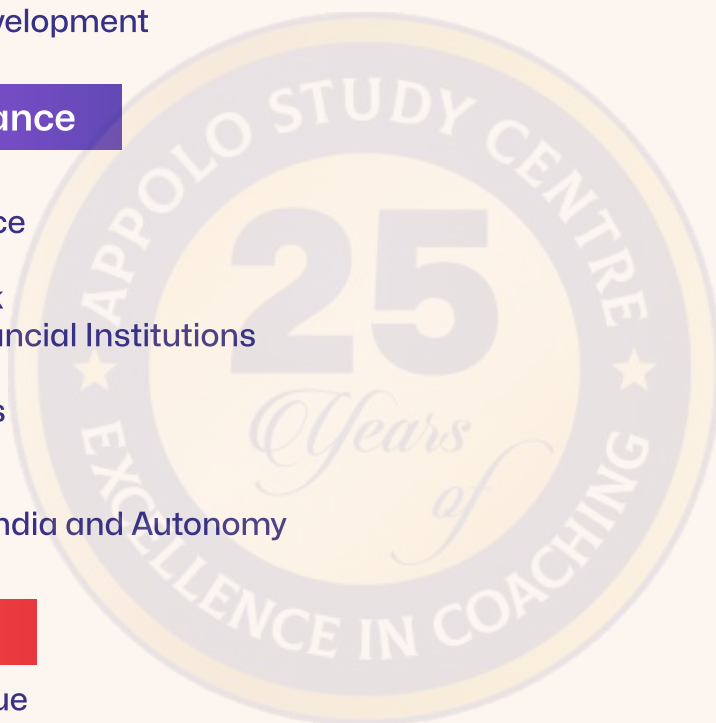 velopment
ance
ce
k
ancial Institutions
s
ndia and Autonomy
ue
APPOLO STUDY CENTRE
25
Years
of
EXCELLENCE IN COACHING